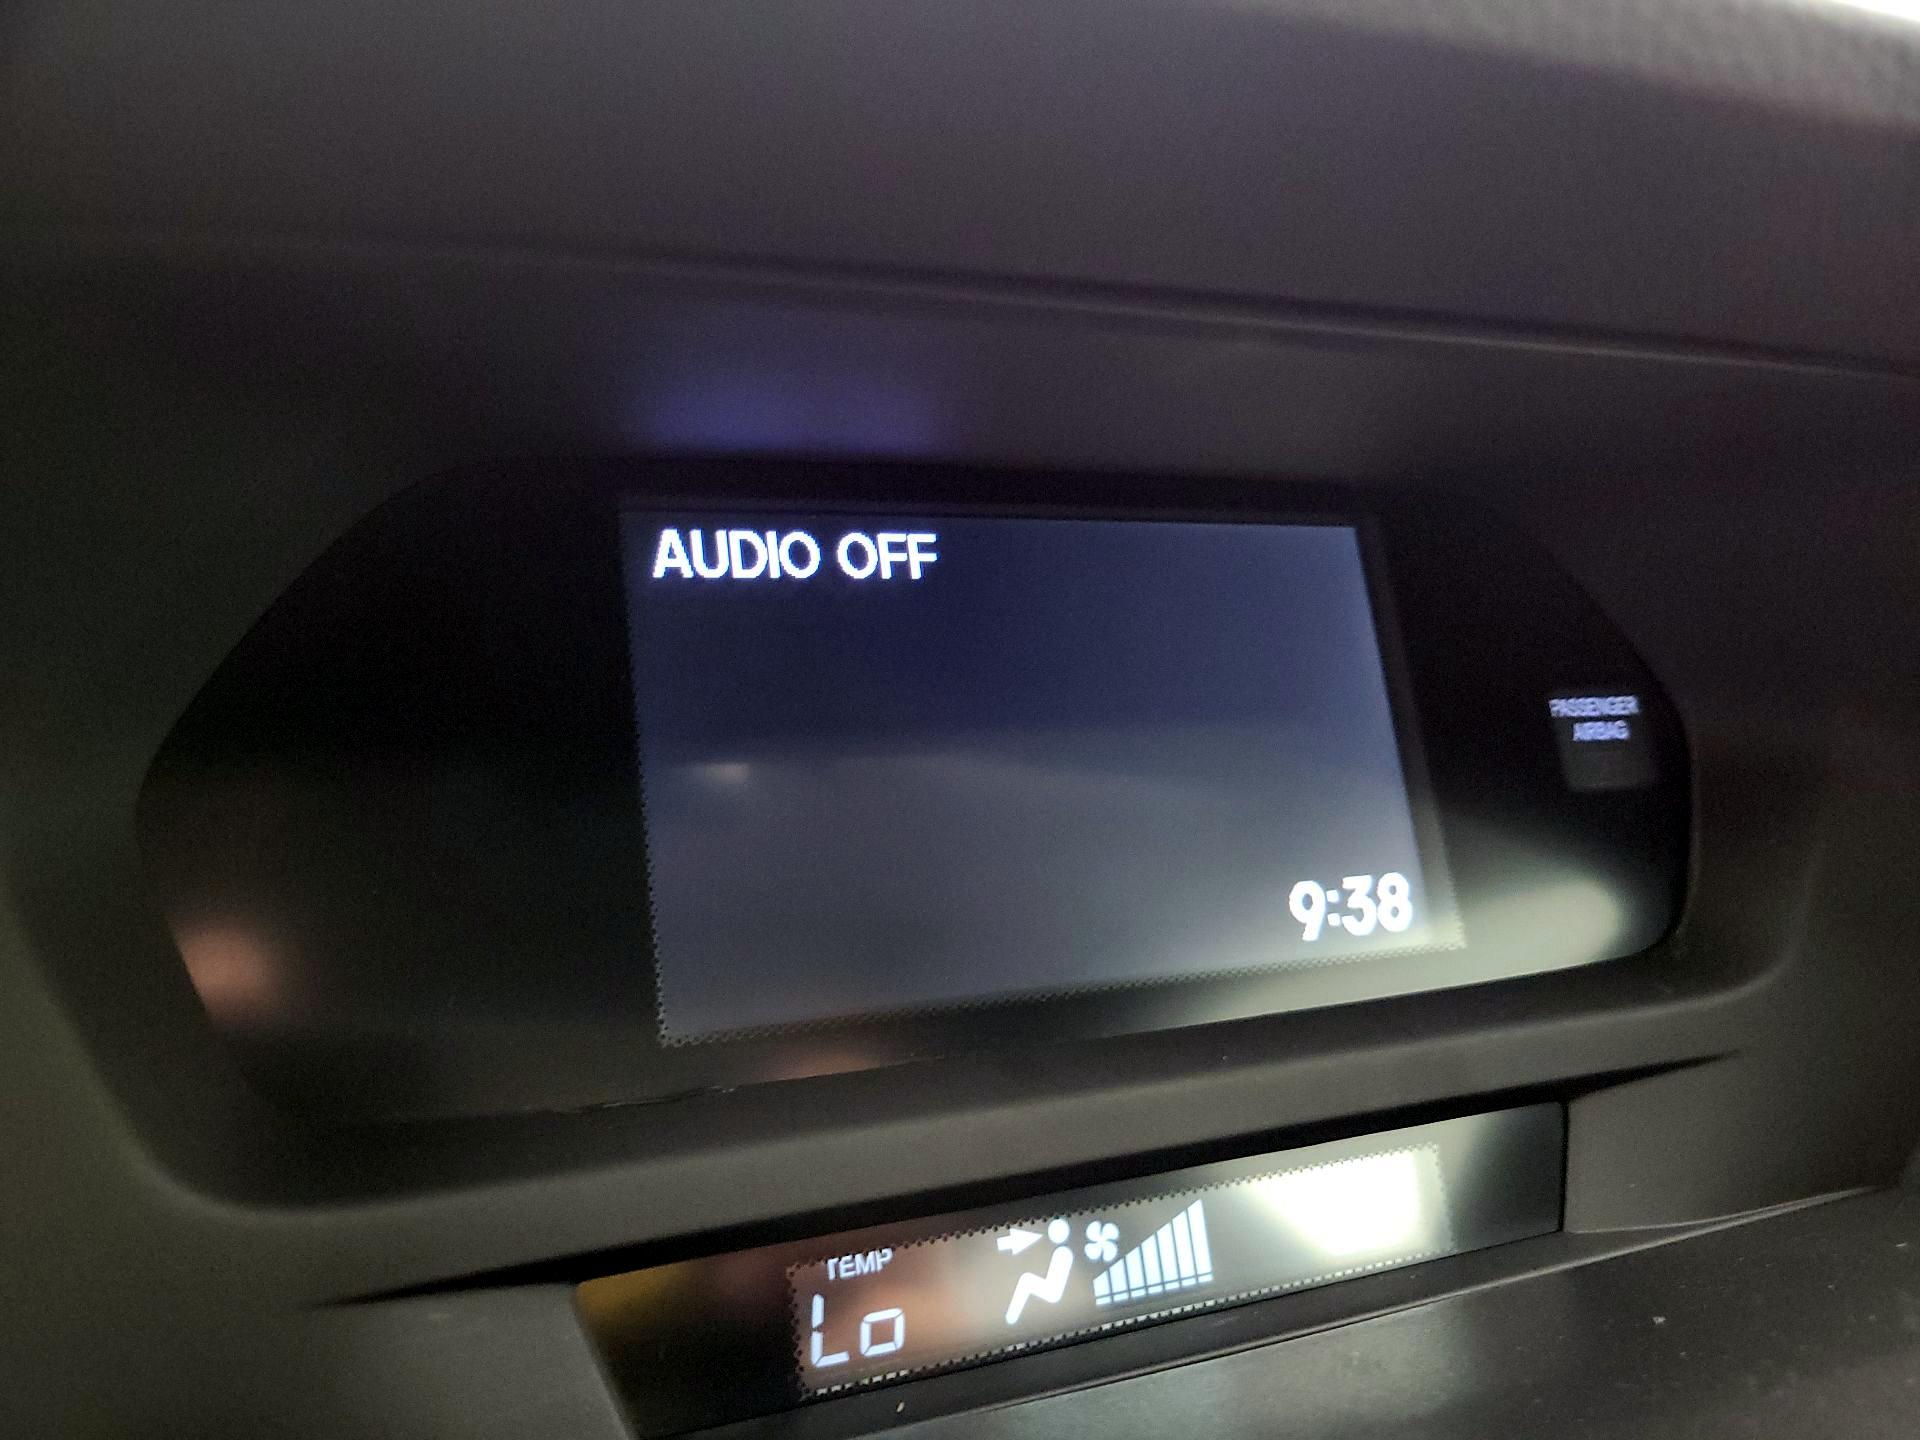 AUDIO OFF
PASSENGER
AIRBAG
9:38
TEMP
Lo